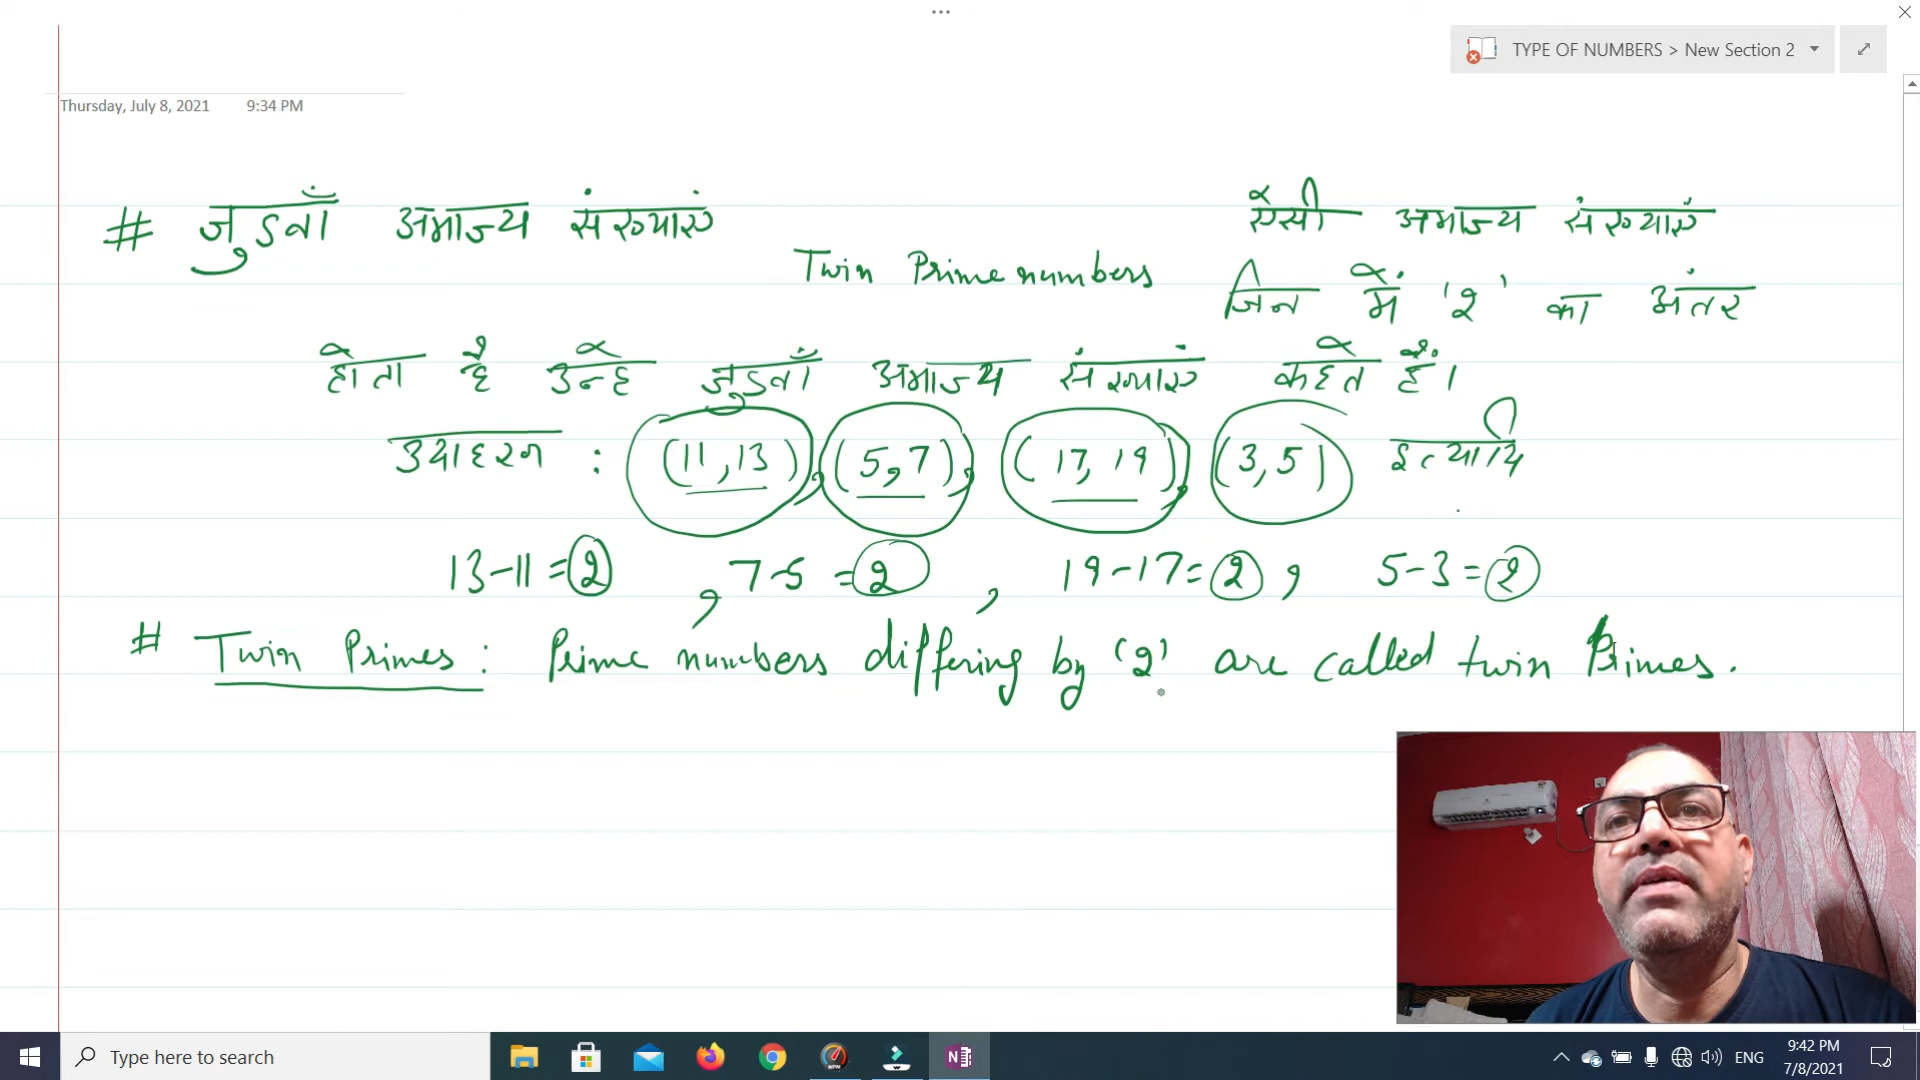 TYPE OF NUMBERS > New Section 2
Thursday, July 8, 2021 9:34 PM
# जुडवाँ अभाज्य संख्याएं
Twin Prime numbers
ऐसी अभाज्य संख्याएं
जिन में '2' का अंतर
होता है उन्हे जुडवाँ अभाज्य संख्याएं कहते हैं।
उदाहरन : (11,13), (5,7), (17,19), (3,5) इत्यादि
13-11=2 , 7-5=2 , 19-17=2 , 5-3=2
# Twin Primes: Prime numbers differing by '2' are called twin Primes.
Type here to search
ENG
9:42 PM
7/8/2021